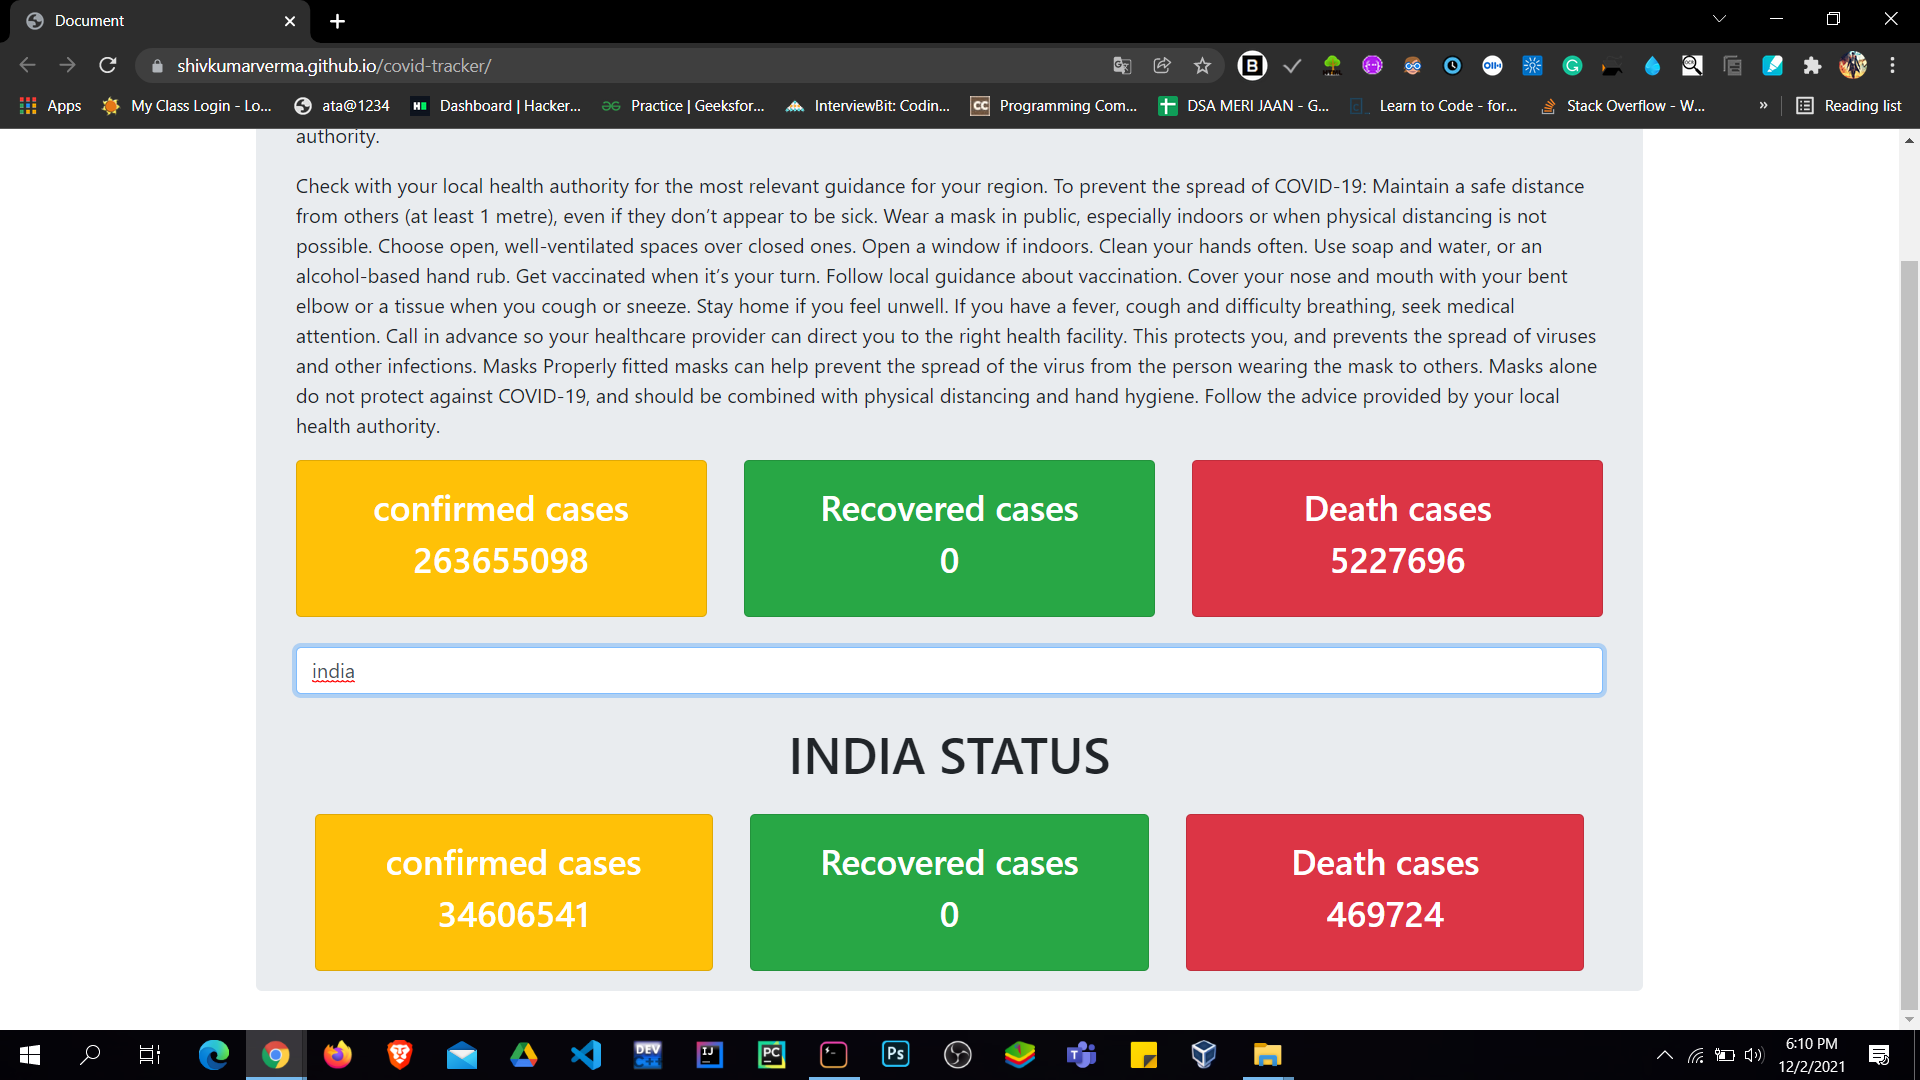 Document
shivkumarverma.github.io/covid-tracker/
Apps
My Class Login - Lo...
ata@1234
Dashboard | Hacker...
Practice | Geeksfor...
InterviewBit: Codin...
Programming Com...
DSA MERI JAAN - G...
Learn to Code - for...
Stack Overflow - W...
»
Reading list
authority.
Check with your local health authority for the most relevant guidance for your region. To prevent the spread of COVID-19: Maintain a safe distance
from others (at least 1 metre), even if they don’t appear to be sick. Wear a mask in public, especially indoors or when physical distancing is not
possible. Choose open, well-ventilated spaces over closed ones. Open a window if indoors. Clean your hands often. Use soap and water, or an
alcohol-based hand rub. Get vaccinated when it’s your turn. Follow local guidance about vaccination. Cover your nose and mouth with your bent
elbow or a tissue when you cough or sneeze. Stay home if you feel unwell. If you have a fever, cough and difficulty breathing, seek medical
attention. Call in advance so your healthcare provider can direct you to the right health facility. This protects you, and prevents the spread of viruses
and other infections. Masks Properly fitted masks can help prevent the spread of the virus from the person wearing the mask to others. Masks alone
do not protect against COVID-19, and should be combined with physical distancing and hand hygiene. Follow the advice provided by your local
health authority.
confirmed cases
263655098
Recovered cases
0
Death cases
5227696
india
INDIA STATUS
confirmed cases
34606541
Recovered cases
0
Death cases
469724
6:10 PM
12/2/2021